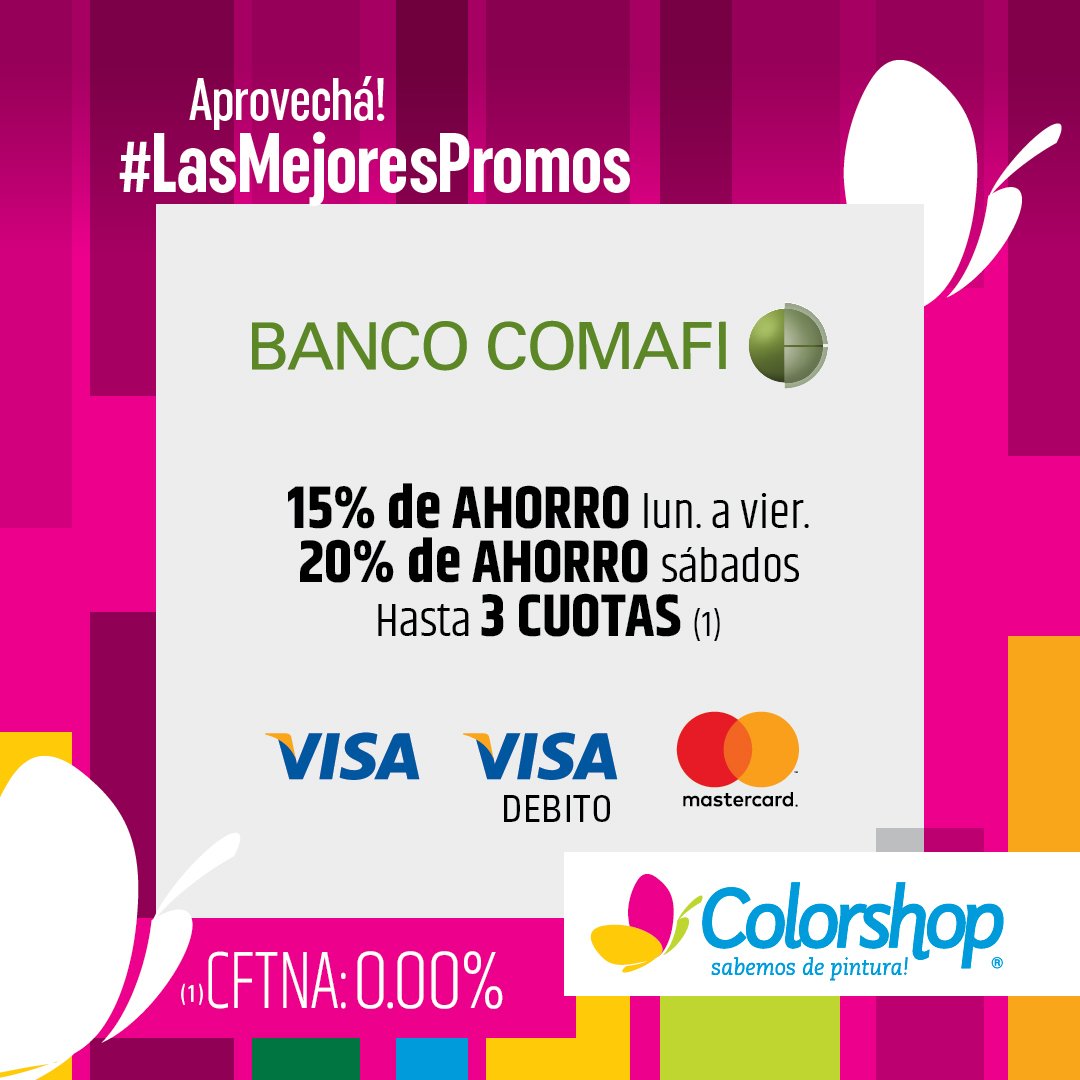 Aprovechá!
#LasMejoresPromos
BANCO COMAFI
15% de AHORRO lun. a vier.
20% de AHORRO sábados
Hasta 3 CUOTAS (1)
VISA
VISA
DEBITO
mastercard.
Colorshop
sabemos de pintura! ®
(1) CFTNA: 0.00%